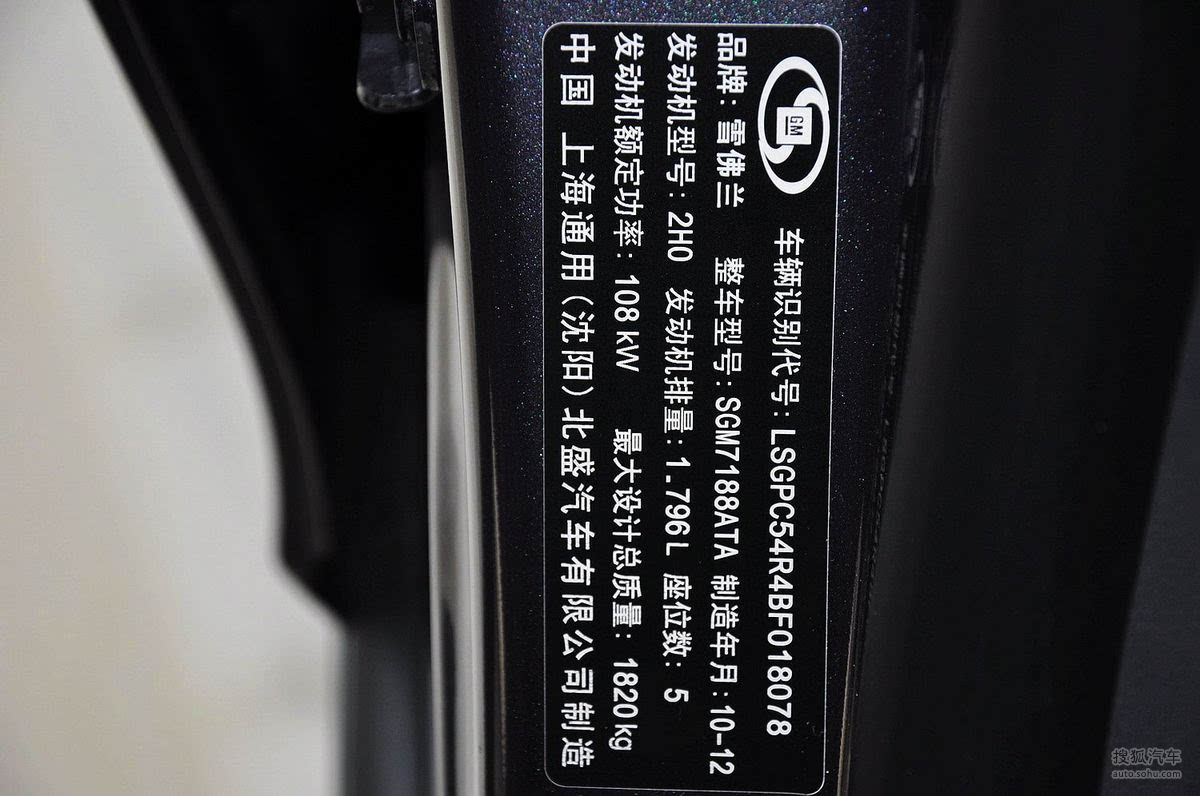 GM
车辆识别代号: LSGPC54R4BF018078
品牌: 雪佛兰 整车型号: SGM7188ATA 制造年月: 10-12
发动机型号: 2H0 发动机排量: 1.796L 座位数: 5
发动机额定功率: 108 kW 最大设计总质量: 1820 kg
中国 上海通用(沈阳)北盛汽车有限公司制造
搜狐汽车
auto.sohu.com